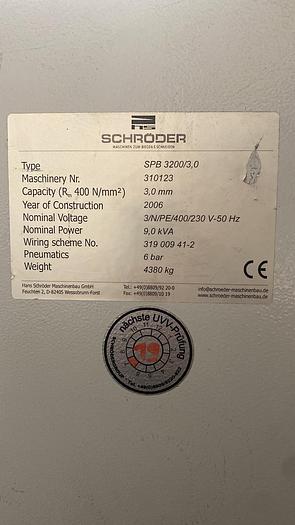 HS
SCHRÖDER
MASCHINEN ZUM BIEGEN & SCHNEIDEN
Type SPB 3200/3,0
Maschinery Nr. 310123
Capacity (Rm 400 N/mm²) 3,0 mm
Year of Construction 2006
Nominal Voltage 3/N/PE/400/230 V-50 Hz
Nominal Power 9,0 kVA
Wiring scheme No. 319 009 41-2
Pneumatics 6 bar
Weight 4380 kg
CE
Hans Schröder Maschinenbau GmbH Tel.: +49(0)8809/92 20-0 info@schroeder-maschinenbau.de
Feuchten 2, D-82405 Wessobrunn-Forst Fax: +49(0)8809/10 19 www.schroeder-maschinenbau.de
nächste UVV-Prüfung
19